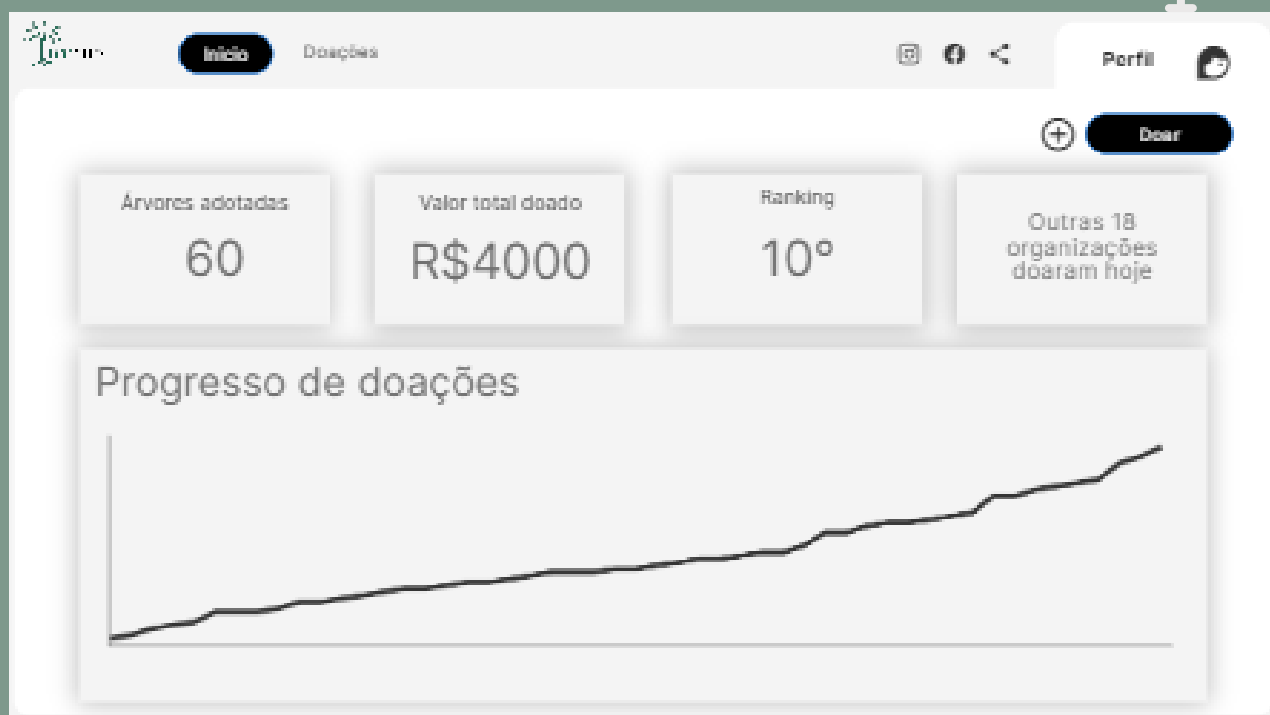 Início
Doações
Perfil
Doar
Árvores adotadas
60
Valor total doado
R$4000
Ranking
10º
Outras 18
organizações
doaram hoje
Progresso de doações